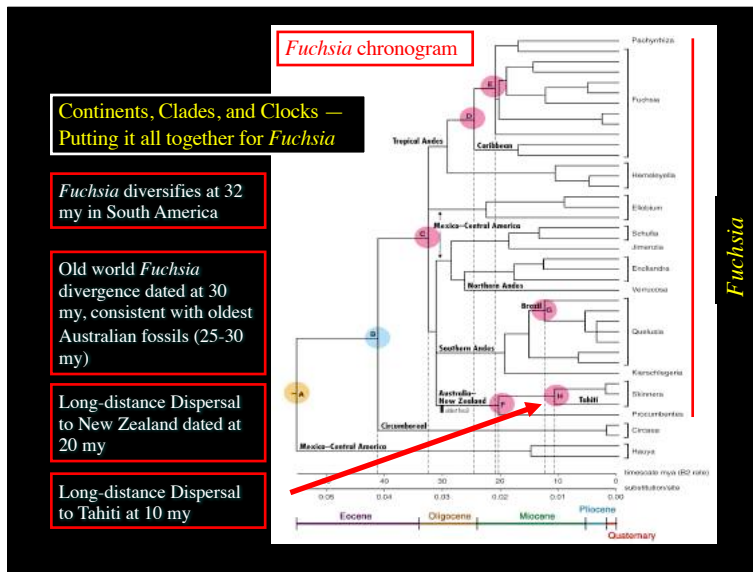 Fuchsia chronogram
Continents, Clades, and Clocks —
Putting it all together for Fuchsia
Fuchsia diversifies at 32
my in South America
Old world Fuchsia
divergence dated at 30
my, consistent with oldest
Australian fossils (25-30
my)
Long-distance Dispersal
to New Zealand dated at
20 my
Long-distance Dispersal
to Tahiti at 10 my
Pachyrrhiza
E
Fuchsia
D
Tropical Andes
Caribbean
Hemsleyella
Ellobium
Mexico–Central America
C
Schufia
Jimenzia
Encliandra
Northern Andes
Verrucosa
Brazil
G
Quelusia
B
Southern Andes
Kierschlegeria
Skinnera
A
Australia–
New Zealand
F
H
Tahiti
Procumbentes
Circumboreal
Circaea
Mexico–Central America
Hauya
40 30 20 10 0
timescale mya (B2 rate)
0.05 0.04 0.03 0.02 0.01 0.00
substitution/site
Eocene
Oligocene
Miocene
Pliocene
Quaternary
Fuchsia